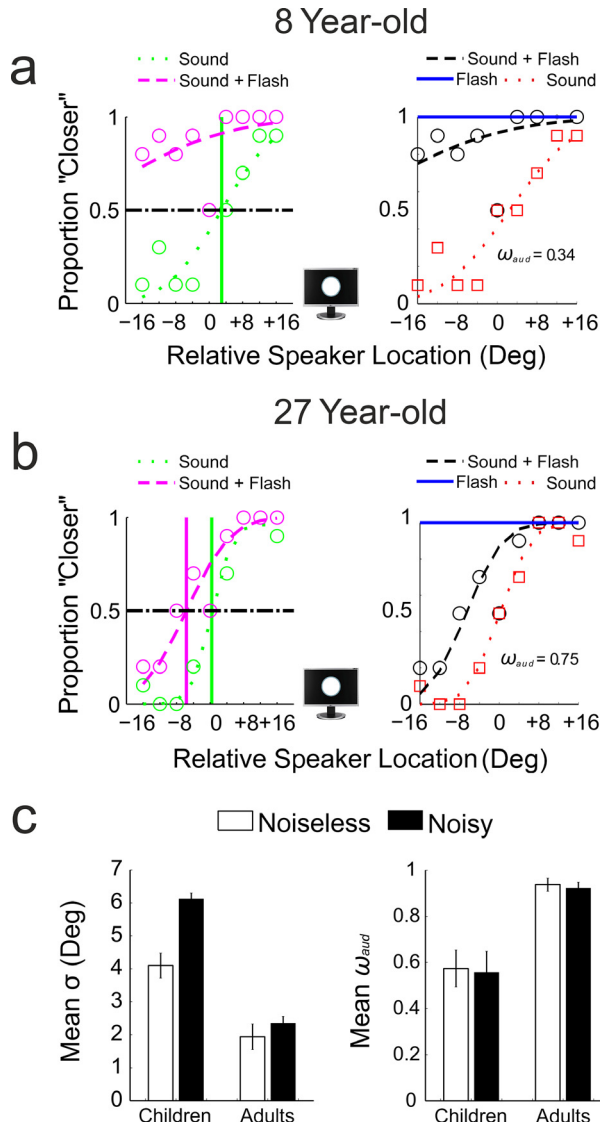 8 Year-old
a
Sound
Sound + Flash
Sound + Flash
Flash Sound
Proportion "Closer"
1
0.5
0
−16 −8 0 +8 +16
1
0.5
0
ωaud = 0.34
−16 −8 0 +8 +16
Relative Speaker Location (Deg)
27 Year-old
b
Sound
Sound + Flash
Sound + Flash
Flash Sound
Proportion "Closer"
1
0.5
0
−16 −8 0 +8 +16
1
0.5
0
ωaud = 0.75
-16 -8 0 +8 +16
Relative Speaker Location (Deg)
c
Noiseless Noisy
Mean σ (Deg)
7
6
5
4
3
2
1
0
Children Adults
Mean ωaud
1
0.8
0.6
0.4
0.2
0
Children Adults